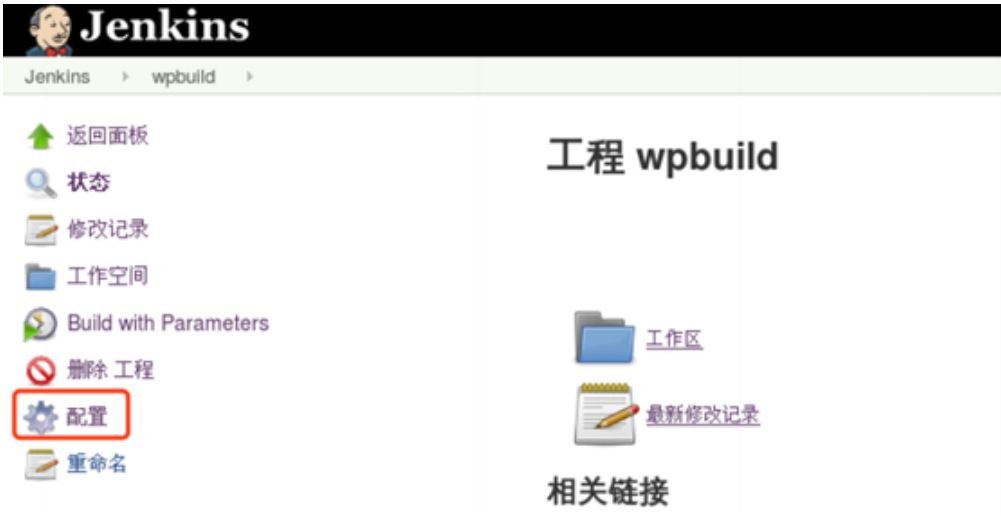 Jenkins
Jenkins wpbuild
返回面板
状态
修改记录
工作空间
Build with Parameters
删除 工程
配置
重命名
工程 wpbuild
工作区
最新修改记录
相关链接